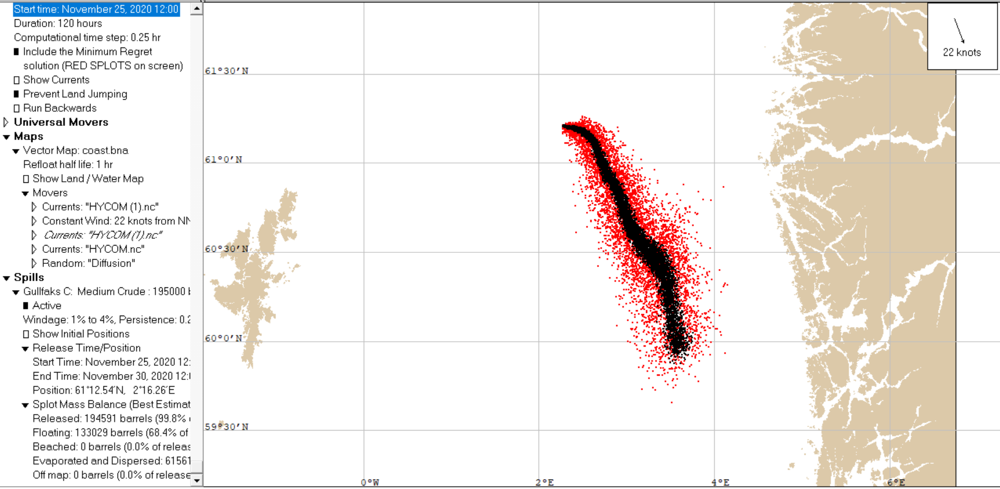 Start time: November 25, 2020 12:00
Duration: 120 hours
Computational time step: 0.25 hr
Include the Minimum Regret
solution (RED SPLOTS on screen)
Show Currents
Prevent Land Jumping
Run Backwards
Universal Movers
Maps
Vector Map: coast.bna
Refloat half life: 1 hr
Show Land / Water Map
Movers
Currents: "HYCOM (1).nc"
Constant Wind: 22 knots from NN
Currents: "HYCOM (1).nc"
Currents: "HYCOM.nc"
Random: "Diffusion"
Spills
Gullfaks C: Medium Crude : 195000 b
Active
Windage: 1% to 4%, Persistence: 0.2
Show Initial Positions
Release Time/Position
Start Time: November 25, 2020 12:
End Time: November 30, 2020 12:
Position: 61°12.54'N, 2°16.26'E
Splot Mass Balance (Best Estimat
Released: 194591 barrels (99.8%
Floating: 133029 barrels (68.4% of
Beached: 0 barrels (0.0% of releas
Evaporated and Dispersed: 61561
Off map: 0 barrels (0.0% of release
22 knots
61°30'N
61°0'N
60°30'N
60°0'N
59°30'N
0°W
2°E
4°E
6°E